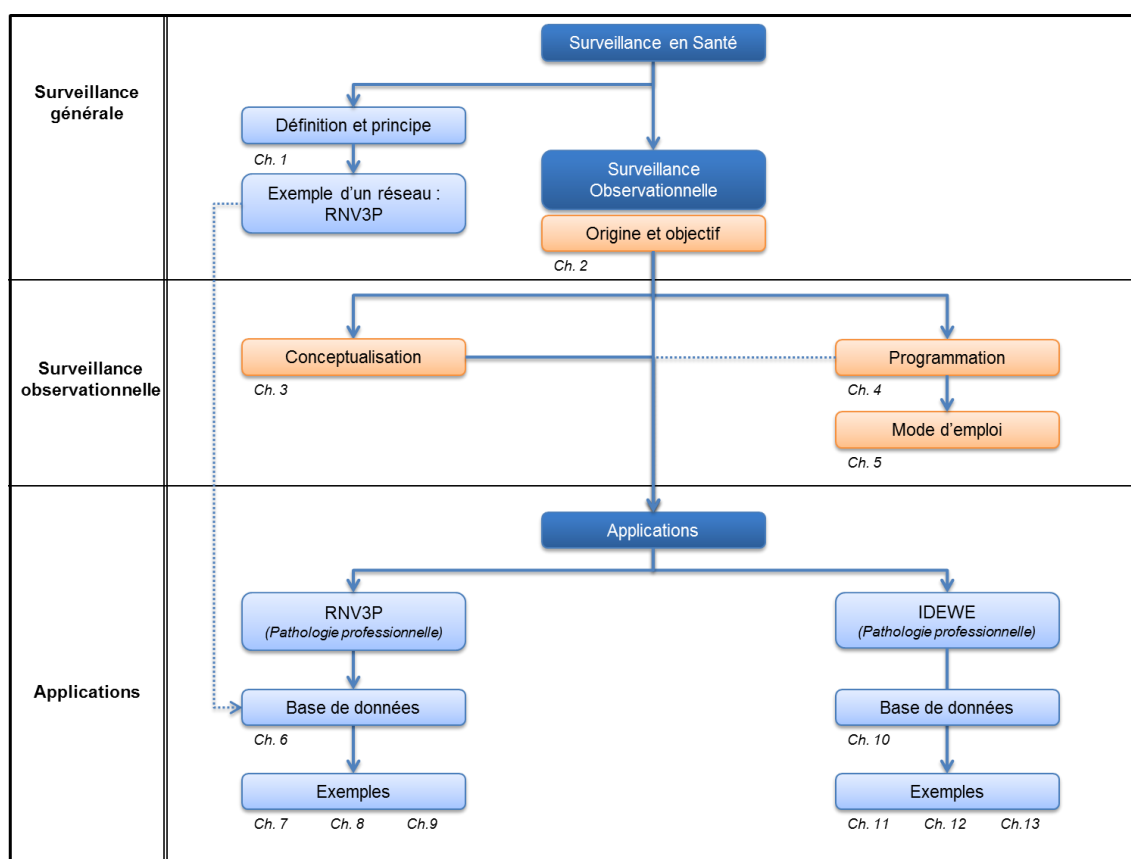 Surveillance en Santé
Surveillance
générale
Définition et principe
Ch. 1
Exemple d'un réseau :
RNV3P
Surveillance
Observationnelle
Origine et objectif
Ch. 2
Surveillance
observationnelle
Conceptualisation
Ch. 3
Programmation
Ch. 4
Mode d'emploi
Ch. 5
Applications
Applications
RNV3P
(Pathologie professionnelle)
IDEWE
(Pathologie professionnelle)
Base de données
Ch. 6
Base de données
Ch. 10
Exemples
Ch. 7 Ch. 8 Ch.9
Exemples
Ch. 11 Ch. 12 Ch.13